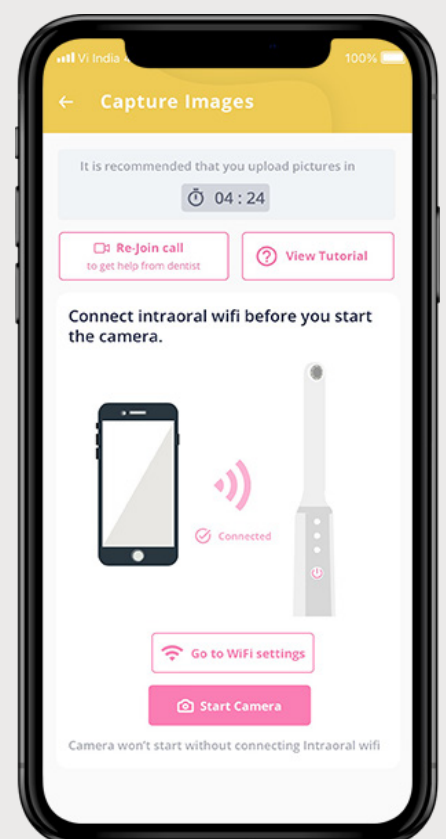 Vi India 100%
Capture Images
It is recommended that you upload pictures in
04 : 24
Re-Join call
to get help from dentist
View Tutorial
Connect intraoral wifi before you start
the camera.
Connected
Go to WiFi settings
Start Camera
Camera won't start without connecting Intraoral wifi